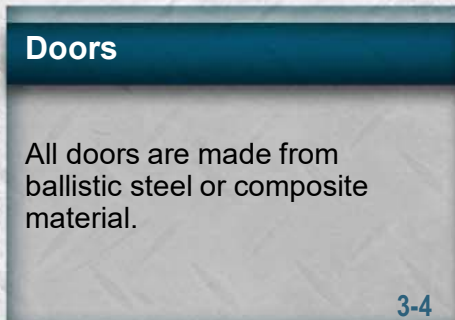 Doors
All doors are made from
ballistic steel or composite
material.
3-4